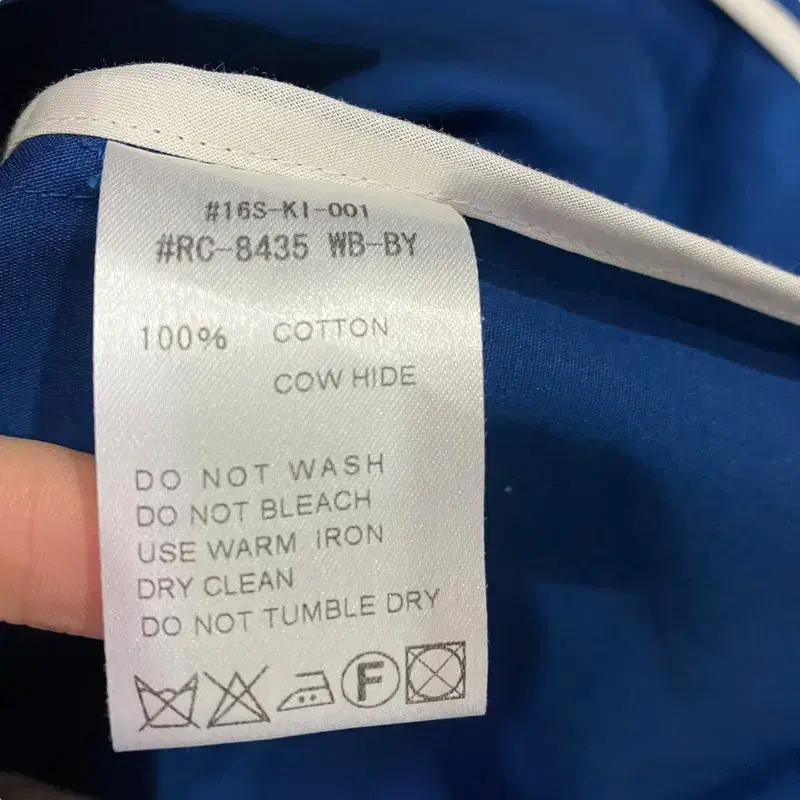 #16S-KI-001
#RC-8435 WB-BY
100% COTTON
COW HIDE
DO NOT WASH
DO NOT BLEACH
USE WARM IRON
DRY CLEAN
DO NOT TUMBLE DRY
F